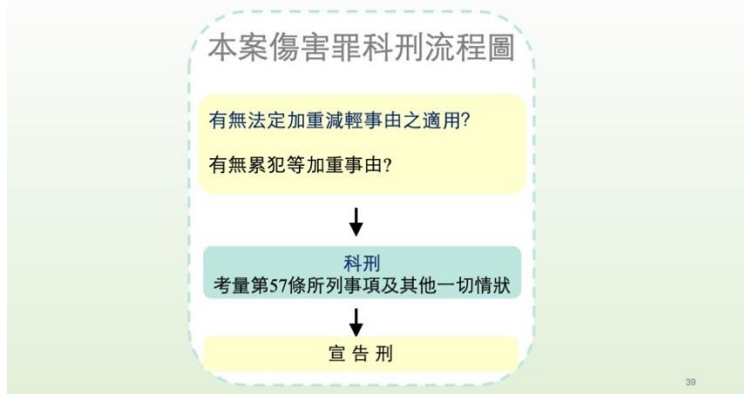 本案傷害罪科刑流程圖
有無法定加重減輕事由之適用?
有無累犯等加重事由?
科刑
考量第57條所列事項及其他一切情狀
宣告刑
39